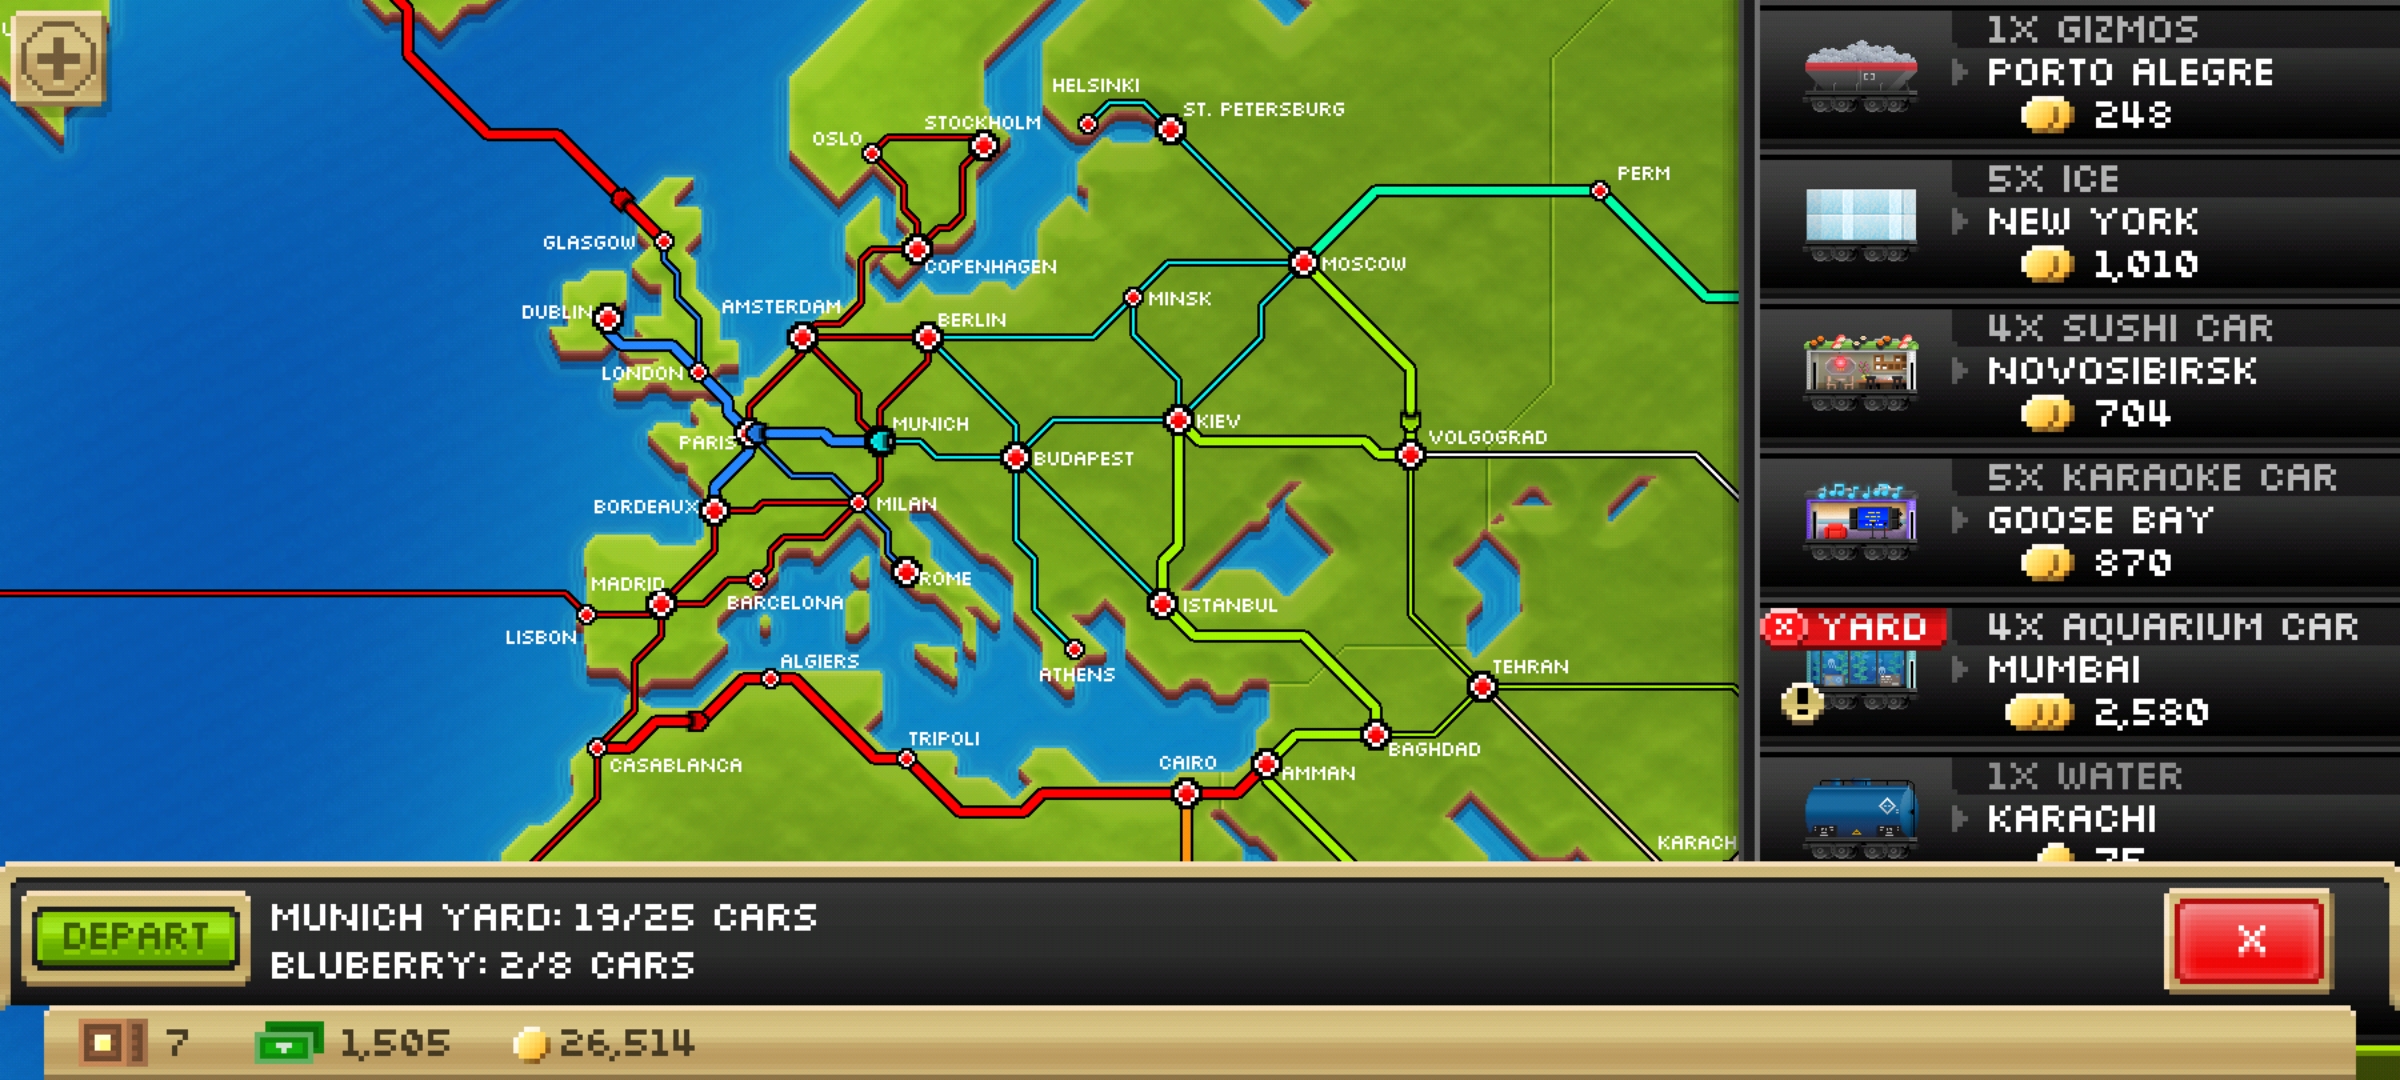 HELSINKI
ST. PETERSBURG
STOCKHOLM
OSLO
PERM
GLASGOW
COPENHAGEN
MOSCOW
MINSK
DUBLIN
AMSTERDAM
BERLIN
LONDON
PARIS
MUNICH
KIEV
VOLGOGRAD
BUDAPEST
BORDEAUX
MILAN
MADRID
ROME
BARCELONA
ISTANBUL
LISBON
ALGIERS
ATHENS
TEHRAN
TRIPOLI
CASABLANCA
CAIRO
BAGHDAD
AMMAN
KARACH
1X GIZMOS
PORTO ALEGRE
248
5X ICE
NEW YORK
1,010
4X SUSHI CAR
NOVOSIBIRSK
704
5X KARAOKE CAR
GOOSE BAY
870
X YARD
4X AQUARIUM CAR
MUMBAI
! 2,580
1X WATER
KARACHI
75
DEPART
MUNICH YARD: 19/25 CARS
BLUBERRY: 2/8 CARS
X
7
1,505
26,514